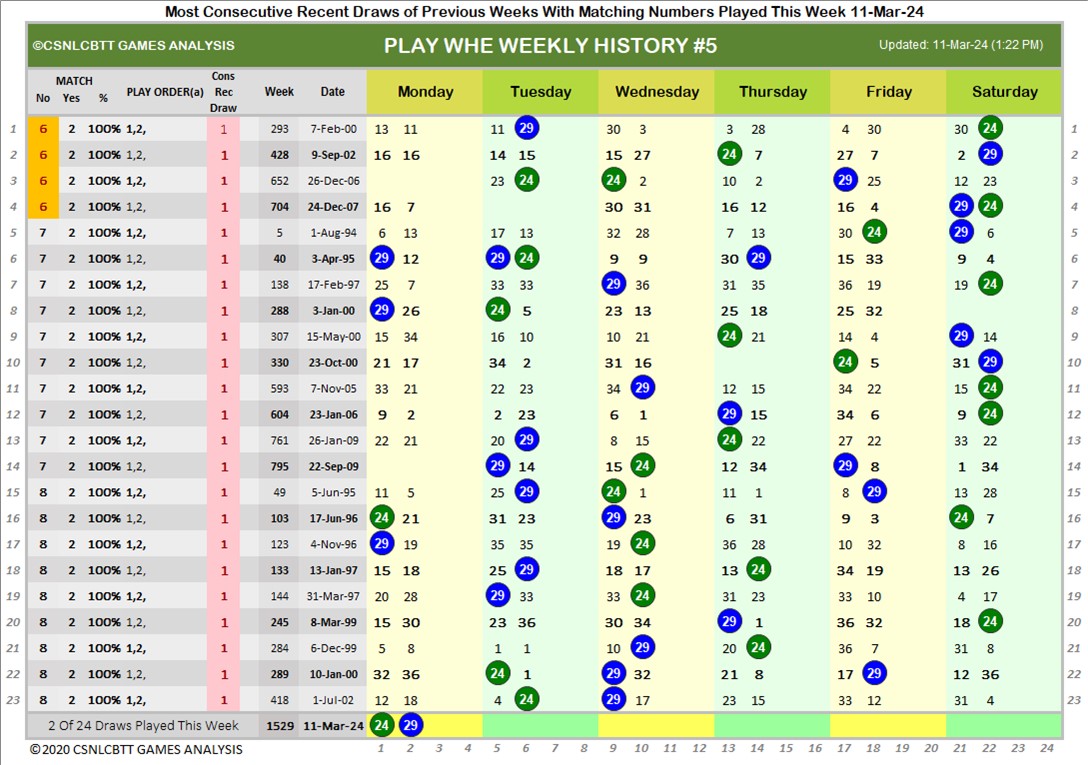 Most Consecutive Recent Draws of Previous Weeks With Matching Numbers Played This Week 11-Mar-24
©CSNLCBTT GAMES ANALYSIS PLAY WHE WEEKLY HISTORY #5 Updated: 11-Mar-24 (1:22 PM)
MATCH Cons
No Yes % PLAY ORDER(a) Rec Week Date Monday Tuesday Wednesday Thursday Friday Saturday
Draw
1 6 2 100% 1,2, 1 293 7-Feb-00 13 11 11 29 30 3 3 28 4 30 30 24 1
2 6 2 100% 1,2, 1 428 9-Sep-02 16 16 14 15 15 27 24 7 27 7 2 29 2
3 6 2 100% 1,2, 1 652 26-Dec-06 23 24 24 2 10 2 29 25 12 23 3
4 6 2 100% 1,2, 1 704 24-Dec-07 16 7 30 31 16 12 16 4 29 24 4
5 7 2 100% 1,2, 1 5 1-Aug-94 6 13 17 13 32 28 7 13 30 24 29 6 5
6 7 2 100% 1,2, 1 40 3-Apr-95 29 12 29 24 9 9 30 29 15 33 9 4 6
7 7 2 100% 1,2, 1 138 17-Feb-97 25 7 33 33 29 36 31 35 36 19 19 24 7
8 7 2 100% 1,2, 1 288 3-Jan-00 29 26 24 5 23 13 25 18 25 32 8
9 7 2 100% 1,2, 1 307 15-May-00 15 34 16 10 10 21 24 21 14 4 29 14 9
10 7 2 100% 1,2, 1 330 23-Oct-00 21 17 34 2 31 16 24 5 31 29 10
11 7 2 100% 1,2, 1 593 7-Nov-05 33 21 22 23 34 29 12 15 34 22 15 24 11
12 7 2 100% 1,2, 1 604 23-Jan-06 9 2 2 23 6 1 29 15 34 6 9 24 12
13 7 2 100% 1,2, 1 761 26-Jan-09 22 21 20 29 8 15 24 22 27 22 33 22 13
14 7 2 100% 1,2, 1 795 22-Sep-09 29 14 15 24 12 34 29 8 1 34 14
15 8 2 100% 1,2, 1 49 5-Jun-95 11 5 25 29 24 1 11 1 8 29 13 28 15
16 8 2 100% 1,2, 1 103 17-Jun-96 24 21 31 23 29 23 6 31 9 3 24 7 16
17 8 2 100% 1,2, 1 123 4-Nov-96 29 19 35 35 19 24 36 28 10 32 8 16 17
18 8 2 100% 1,2, 1 133 13-Jan-97 15 18 25 29 18 17 13 24 34 19 13 26 18
19 8 2 100% 1,2, 1 144 31-Mar-97 20 28 29 33 33 24 31 23 33 10 4 17 19
20 8 2 100% 1,2, 1 245 8-Mar-99 15 30 23 36 30 34 29 1 36 32 18 24 20
21 8 2 100% 1,2, 1 284 6-Dec-99 5 8 1 1 10 29 20 24 36 7 31 8 21
22 8 2 100% 1,2, 1 289 10-Jan-00 32 36 24 1 29 32 21 8 17 29 12 36 22
23 8 2 100% 1,2, 1 418 1-Jul-02 12 18 4 24 29 17 23 15 33 12 31 4 23
2 Of 24 Draws Played This Week 1529 11-Mar-24 24 29
©2020 CSNLCBTT GAMES ANALYSIS 1 2 3 4 5 6 7 8 9 10 11 12 13 14 15 16 17 18 19 20 21 22 23 24